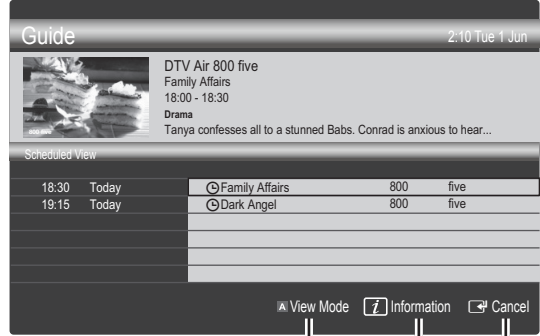 Guide 2:10 Tue 1 Jun
DTV Air 800 five
Family Affairs
18:00 - 18:30
Drama
Tanya confesses all to a stunned Babs. Conrad is anxious to hear...
800 five
Scheduled View
18:30 Today Family Affairs 800 five
19:15 Today Dark Angel 800 five
A View Mode i Information Cancel